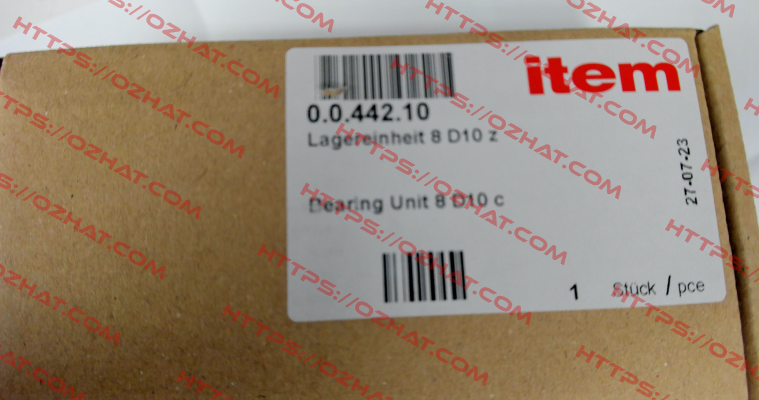 item
0.0.442.10
Lagereinheit 8 D10 z
Bearing Unit 8 D10 c
27-07-23
1 Stück / pce
HTTPS://OZHAT.COM